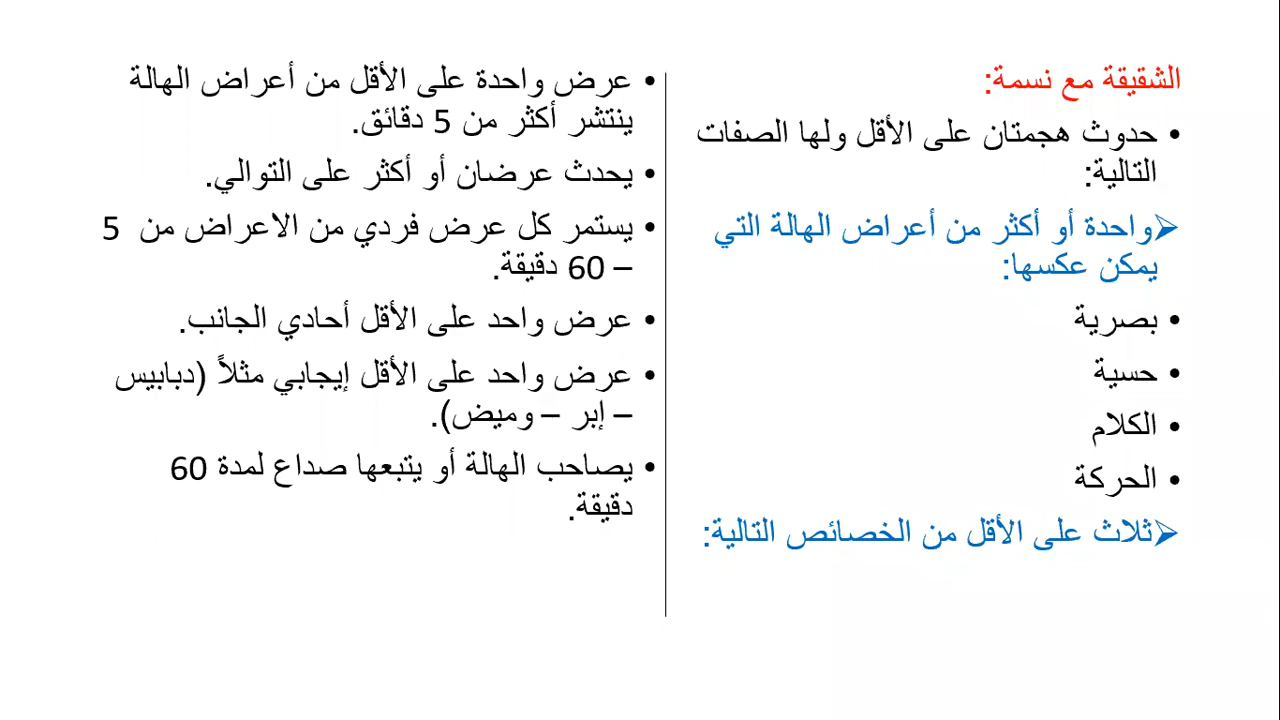 الشقيقة مع نسمة:
• حدوث هجمتان على الأقل ولها الصفات
التالية:
➢ واحدة أو أكثر من أعراض الهالة التي
يمكن عكسها:
• بصرية
• حسية
• الكلام
• الحركة
➢ ثلاث على الأقل من الخصائص التالية:
• عرض واحدة على الأقل من أعراض الهالة
ينتشر أكثر من 5 دقائق.
• يحدث عرضان أو أكثر على التوالي.
• يستمر كل عرض فردي من الاعراض من 5
– 60 دقيقة.
• عرض واحد على الأقل أحادي الجانب.
• عرض واحد على الأقل إيجابي مثلاً (دبابيس
– إبر – وميض).
• يصاحب الهالة أو يتبعها صداع لمدة 60
دقيقة.